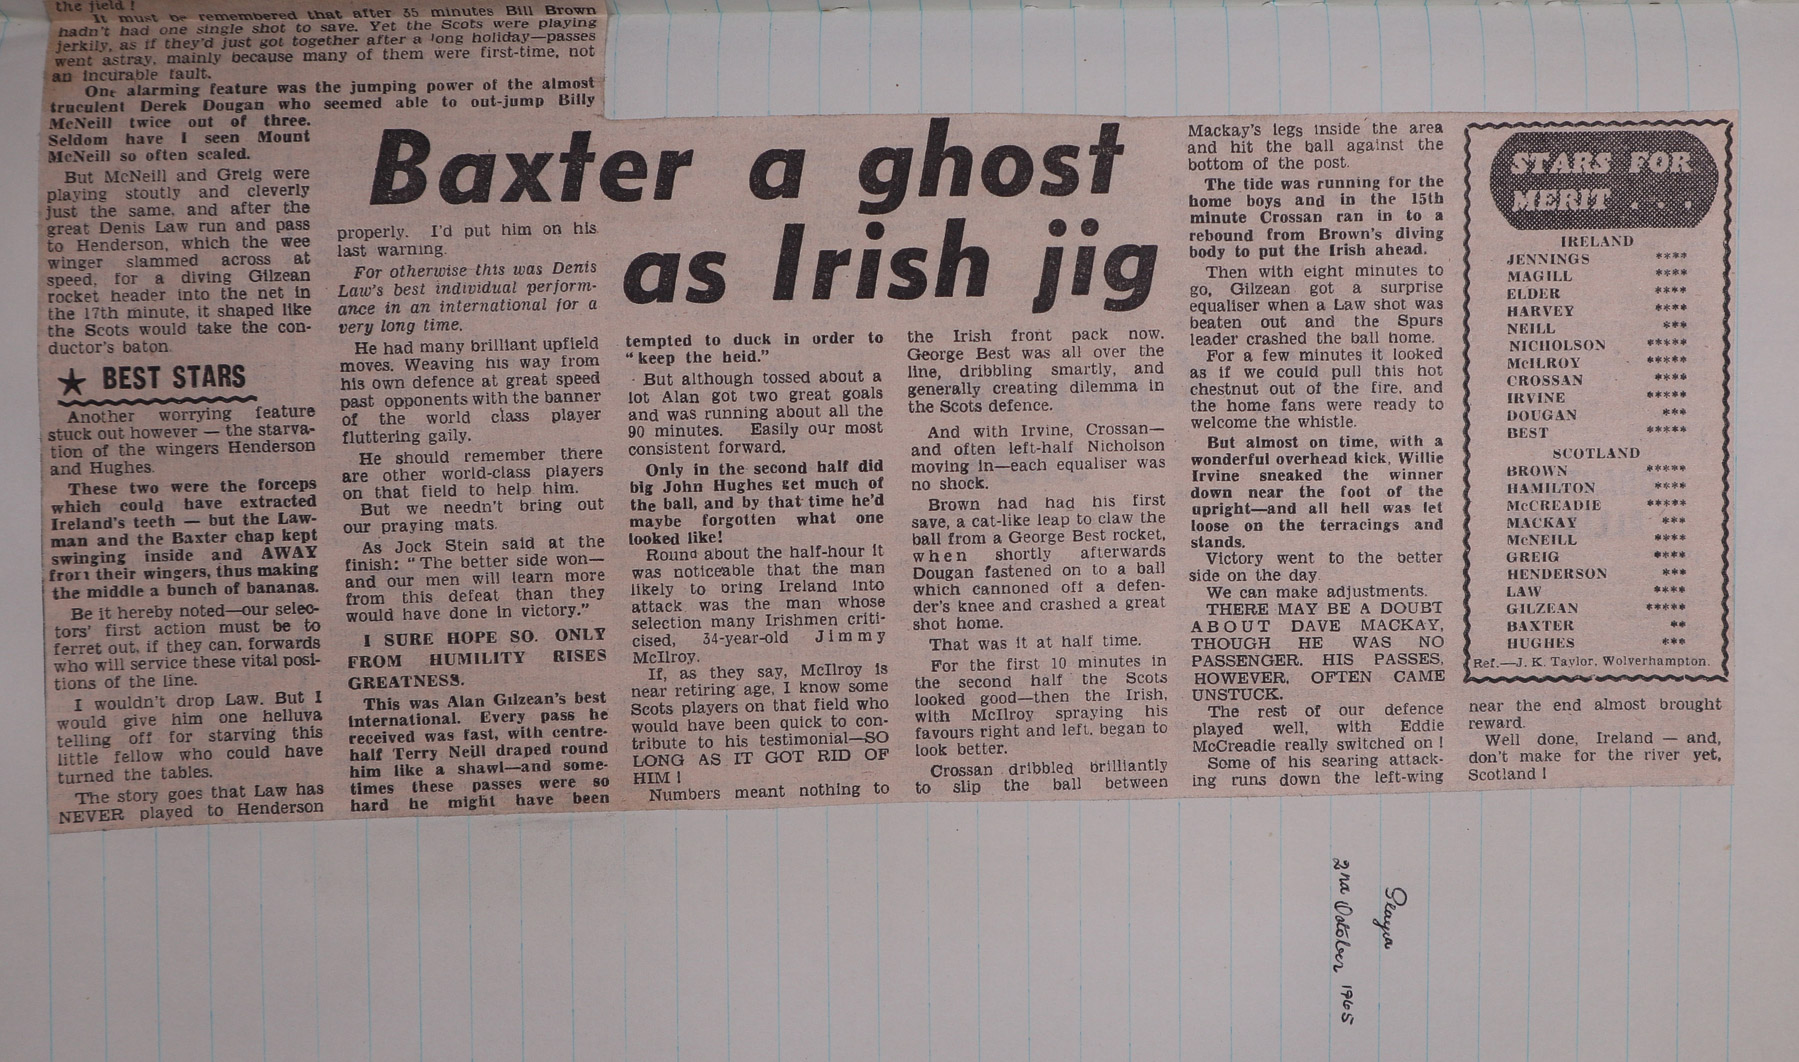 the field!
It must be remembered that after 35 minutes Bill Brown
hadn't had one single shot to save. Yet the Scots were playing
jerkily, as if they'd just got together after a long holiday—passes
went astray, mainly because many of them were first-time, not
an incurable fault.
One alarming feature was the jumping power of the almost
truculent Derek Dougan who seemed able to out-jump Billy
McNeill twice out of three.
Seldom have I seen Mount
McNeill so often scaled.
But McNeill and Greig were
playing stoutly and cleverly
just the same, and after the
great Denis Law run and pass
to Henderson, which the wee
winger slammed across at
speed, for a diving Gilzean
rocket header into the net in
the 17th minute, it shaped like
the Scots would take the con-
ductor's baton.
★ BEST STARS
Another worrying feature
stuck out however — the starva-
tion of the wingers Henderson
and Hughes.
These two were the forceps
which could have extracted
Ireland's teeth — but the Law-
man and the Baxter chap kept
swinging inside and AWAY
from their wingers, thus making
the middle a bunch of bananas.
Be it hereby noted—our selec-
tors' first action must be to
ferret out, if they can, forwards
who will service these vital posi-
tions of the line.
I wouldn't drop Law. But I
would give him one helluva
telling off for starving this
little fellow who could have
turned the tables.
The story goes that Law has
NEVER played to Henderson
Baxter a ghost
as Irish jig
properly. I'd put him on his
last warning.
For otherwise this was Denis
Law's best individual perform-
ance in an international for a
very long time.
He had many brilliant upfield
moves. Weaving his way from
his own defence at great speed
past opponents with the banner
of the world class player
fluttering gaily.
He should remember there
are other world-class players
on that field to help him.
But we needn't bring out
our praying mats.
As Jock Stein said at the
finish: "The better side won—
and our men will learn more
from this defeat than they
would have done in victory."
I SURE HOPE SO. ONLY
FROM HUMILITY RISES
GREATNESS.
This was Alan Gilzean's best
international. Every pass he
received was fast, with centre-
half Terry Neill draped round
him like a shawl—and some-
times these passes were so
hard he might have been
tempted to duck in order to
"keep the heid."
But although tossed about a
lot Alan got two great goals
and was running about all the
90 minutes. Easily our most
consistent forward.
Only in the second half did
big John Hughes get much of
the ball, and by that time he'd
maybe forgotten what one
looked like!
Round about the half-hour it
was noticeable that the man
likely to bring Ireland into
attack was the man whose
selection many Irishmen criti-
cised, 34-year-old Jimmy
McIlroy.
If, as they say, McIlroy is
near retiring age, I know some
Scots players on that field who
would have been quick to con-
tribute to his testimonial—SO
LONG AS IT GOT RID OF
HIM!
Numbers meant nothing to
the Irish front pack now.
George Best was all over the
line, dribbling smartly, and
generally creating dilemma in
the Scots defence.
And with Irvine, Crossan—
and often left-half Nicholson
moving in—each equaliser was
no shock.
Brown had had his first
save, a cat-like leap to claw the
ball from a George Best rocket,
when shortly afterwards
Dougan fastened on to a ball
which cannoned off a defen-
der's knee and crashed a great
shot home.
That was it at half time.
For the first 10 minutes in
the second half the Scots
looked good—then the Irish,
with McIlroy spraying his
favours right and left, began to
look better.
Crossan dribbled brilliantly
to slip the ball between
Mackay's legs inside the area
and hit the ball against the
bottom of the post.
The tide was running for the
home boys and in the 15th
minute Crossan ran in to a
rebound from Brown's diving
body to put the Irish ahead.
Then with eight minutes to
go, Gilzean got a surprise
equaliser when a Law shot was
beaten out and the Spurs
leader crashed the ball home.
For a few minutes it looked
as if we could pull this hot
chestnut out of the fire, and
the home fans were ready to
welcome the whistle.
But almost on time, with a
wonderful overhead kick, Willie
Irvine sneaked the winner
down near the foot of the
upright—and all hell was let
loose on the terracings and
stands.
Victory went to the better
side on the day.
We can make adjustments.
THERE MAY BE A DOUBT
ABOUT DAVE MACKAY,
THOUGH HE WAS NO
PASSENGER. HIS PASSES,
HOWEVER, OFTEN CAME
UNSTUCK.
The rest of our defence
played well, with Eddie
McCreadie really switched on!
Some of his searing attack-
ing runs down the left-wing
STARS FOR
MERIT . . .
IRELAND
JENNINGS ****
MAGILL ****
ELDER ****
HARVEY ****
NEILL ***
NICHOLSON *****
McILROY *****
CROSSAN ****
IRVINE ****
DOUGAN ***
BEST *****
SCOTLAND
BROWN *****
HAMILTON ****
McCREADIE *****
MACKAY ***
McNEILL ****
GREIG ****
HENDERSON ***
LAW ****
GILZEAN *****
BAXTER **
HUGHES ***
Ref.—J. K. Taylor, Wolverhampton.
near the end almost brought
reward.
Well done, Ireland — and,
don't make for the river yet,
Scotland!
2nd October 1965